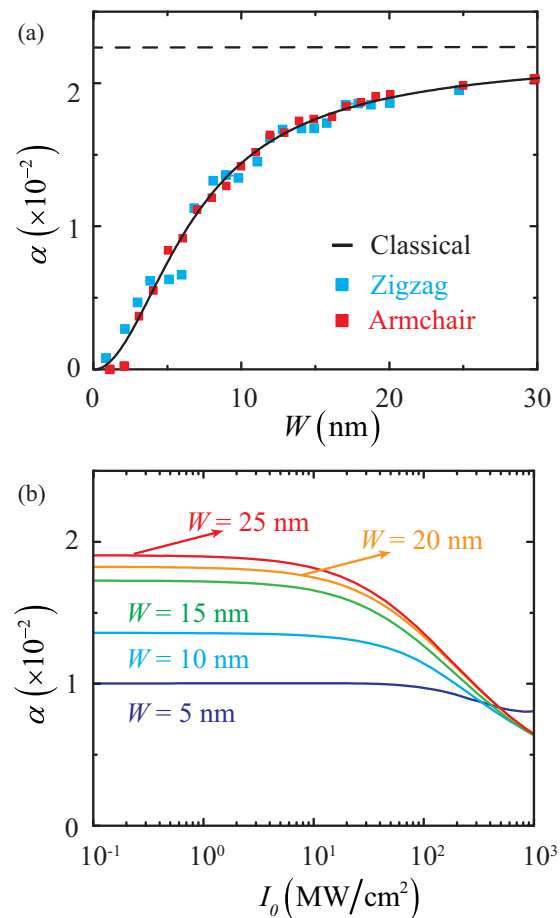 (a)
α (×10⁻²)
2
1
0
Classical
Zigzag
Armchair
0 10 20 30
W (nm)
(b)
α (×10⁻²)
2
1
0
W = 25 nm
W = 20 nm
W = 15 nm
W = 10 nm
W = 5 nm
10⁻¹ 10⁰ 10¹ 10² 10³
I₀ (MW/cm²)